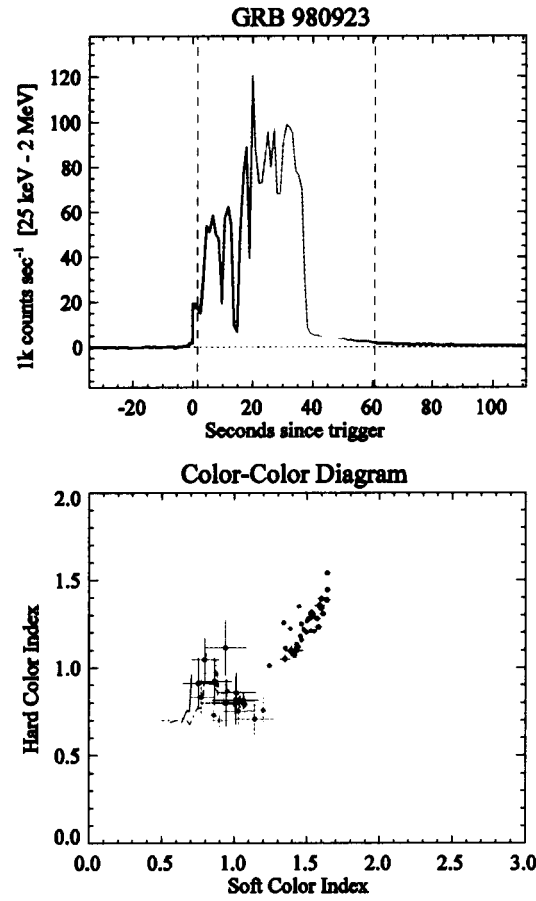 GRB 980923
1k counts sec⁻¹ [25 keV - 2 MeV]
120
100
80
60
40
20
0
-20 0 20 40 60 80 100
Seconds since trigger
Color-Color Diagram
Hard Color Index
2.0
1.5
1.0
0.5
0.0
0.0 0.5 1.0 1.5 2.0 2.5 3.0
Soft Color Index